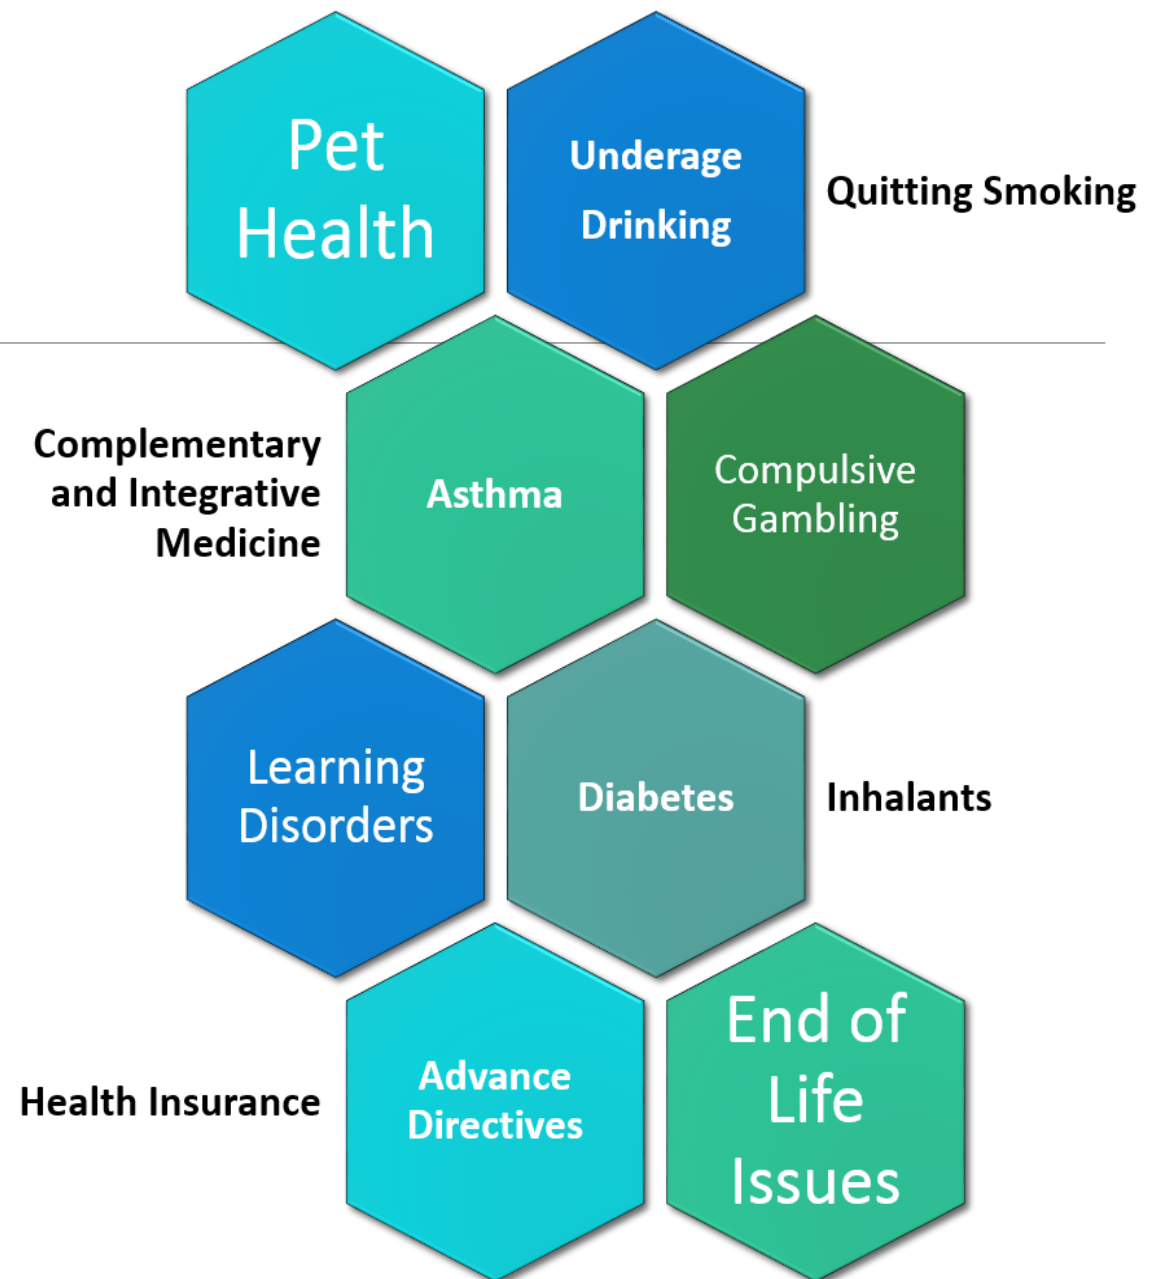 Pet
Health
Underage
Drinking
Quitting Smoking
Complementary
and Integrative
Medicine
Asthma
Compulsive
Gambling
Learning
Disorders
Diabetes
Inhalants
Health Insurance
Advance
Directives
End of
Life
Issues